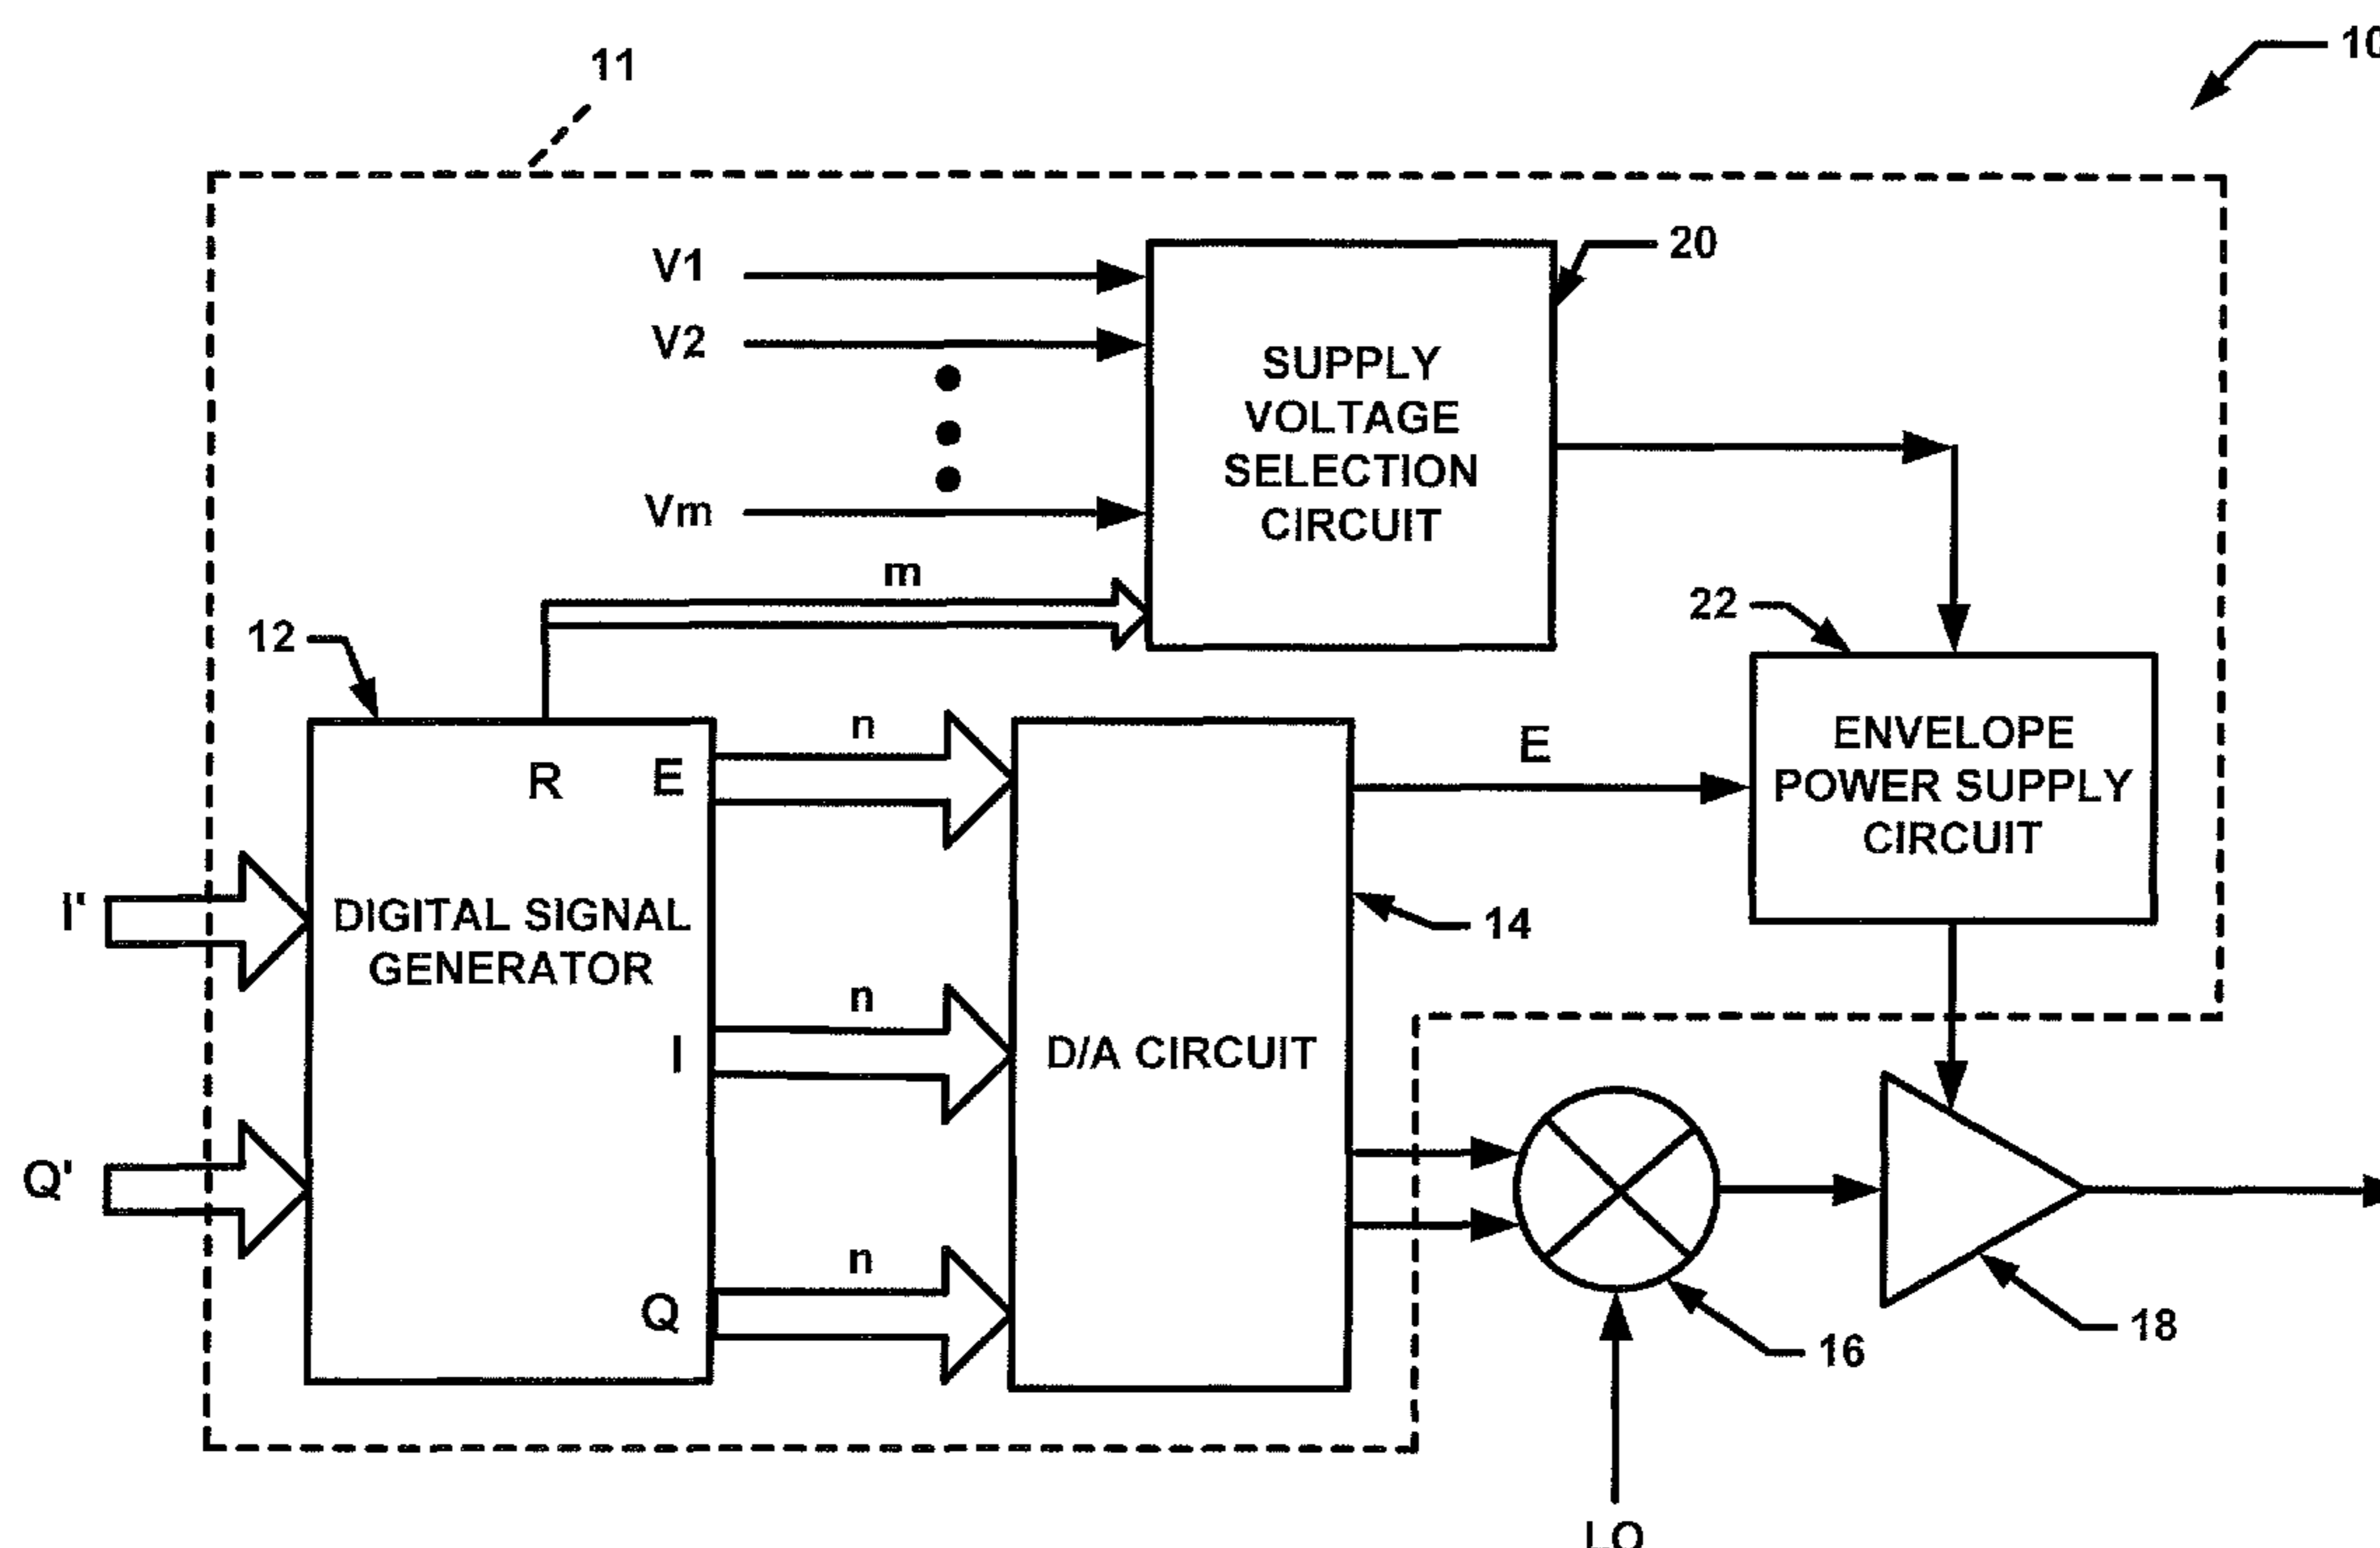 10
11
V1
20
V2
SUPPLY
VOLTAGE
SELECTION
CIRCUIT
Vm
m
22
12
n
E
ENVELOPE
POWER SUPPLY
CIRCUIT
R
E
I'
DIGITAL SIGNAL
GENERATOR
14
n
I
D/A CIRCUIT
Q'
n
Q
16
18
LO